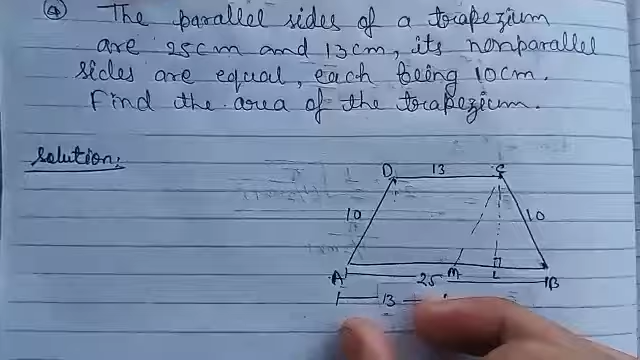 Q The parallel sides of a trapezium
are 25cm and 13cm, its nonparallel
sides are equal, each being 10cm.
Find the area of the trapezium.
Solution:
D 13 C
10 10
A 25 M L B
13